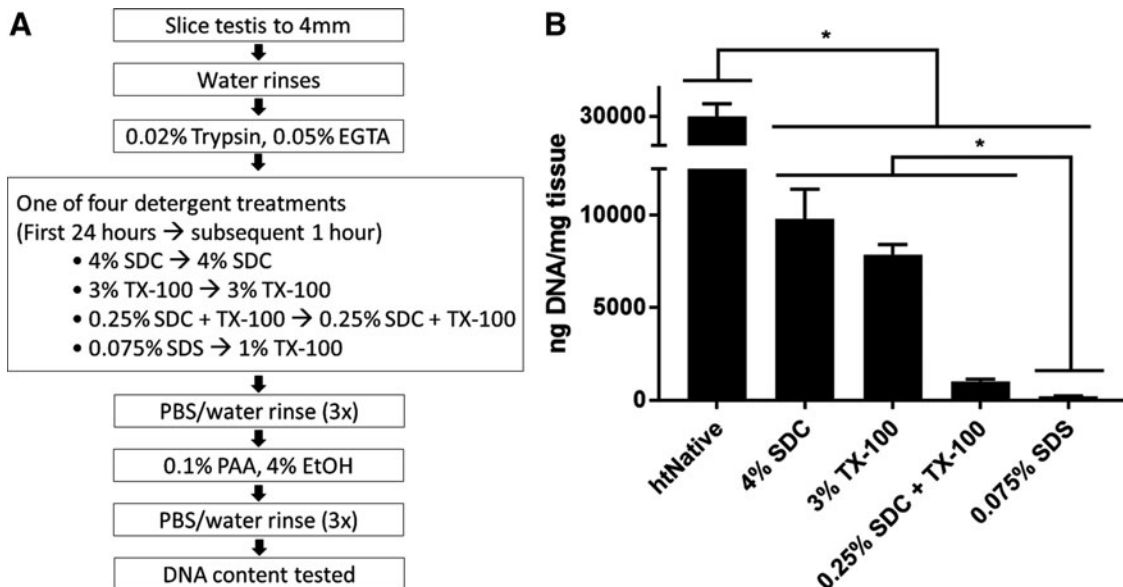 A
Slice testis to 4mm
Water rinses
0.02% Trypsin, 0.05% EGTA
One of four detergent treatments
(First 24 hours → subsequent 1 hour)
• 4% SDC → 4% SDC
• 3% TX-100 → 3% TX-100
• 0.25% SDC + TX-100 → 0.25% SDC + TX-100
• 0.075% SDS → 1% TX-100
PBS/water rinse (3x)
0.1% PAA, 4% EtOH
PBS/water rinse (3x)
DNA content tested
B
*
*
ng DNA/mg tissue
30000
10000
5000
0
htNative
4% SDC
3% TX-100
0.25% SDC + TX-100
0.075% SDS